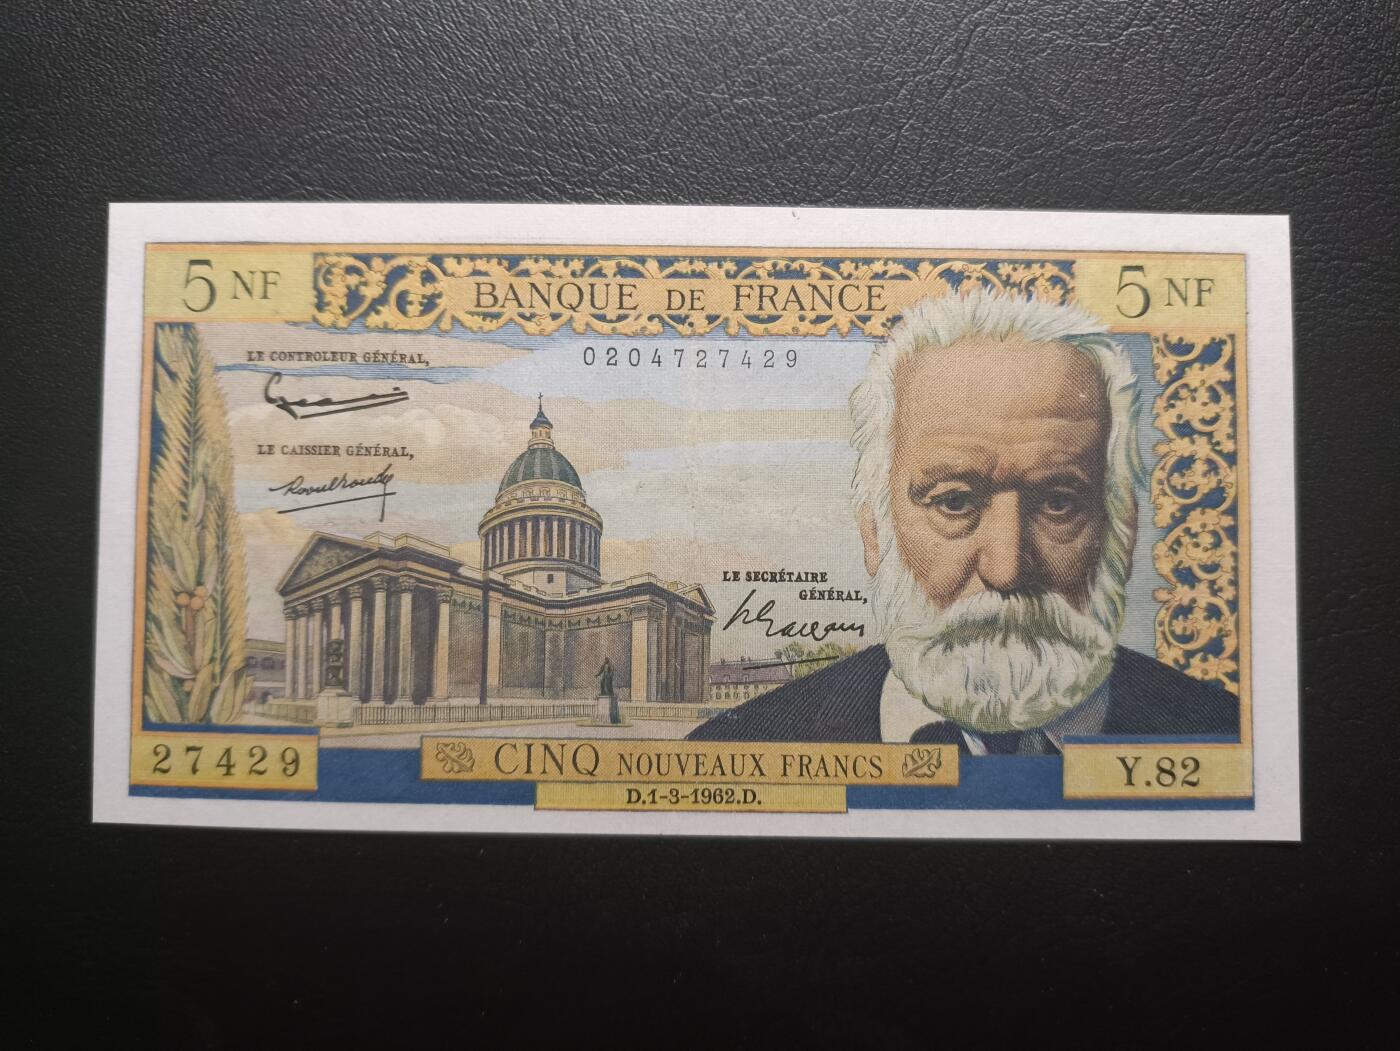 5 NF
BANQUE DE FRANCE
5 NF
LE CONTROLEUR GÉNÉRAL,
0204727429
LE CAISSIER GÉNÉRAL,
LE SECRÉTAIRE
GÉNÉRAL,
27429
CINQ NOUVEAUX FRANCS
Y.82
D.1-3-1962.D.